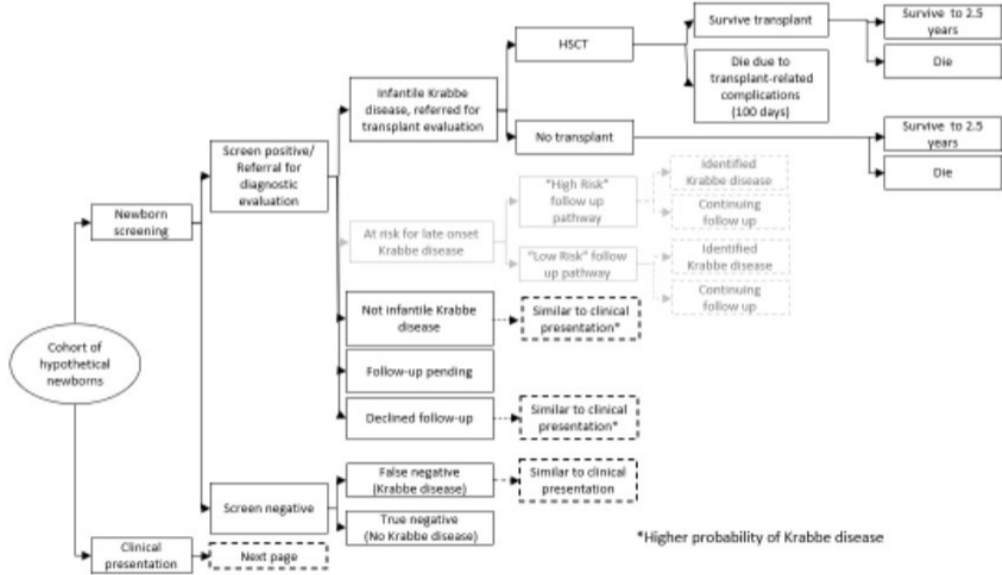 Cohort of
hypothetical
newborns
Newborn
screening
Clinical
presentation
Next page
Screen positive/
Referral for
diagnostic
evaluation
Screen negative
Infantile Krabbe
disease, referred for
transplant evaluation
At risk for late onset
Krabbe disease
Not infantile Krabbe
disease
Follow-up pending
Declined follow-up
False negative
(Krabbe disease)
True negative
(No Krabbe disease)
HSCT
No transplant
"High Risk"
follow up
pathway
"Low Risk" follow
up pathway
Similar to clinical
presentation*
Similar to clinical
presentation*
Similar to clinical
presentation
Survive transplant
Die due to
transplant-related
complications
(100 days)
Identified
Krabbe disease
Continuing
follow up
Identified
Krabbe disease
Continuing
follow up
Survive to 2.5
years
Die
Survive to 2.5
years
Die
*Higher probability of Krabbe disease